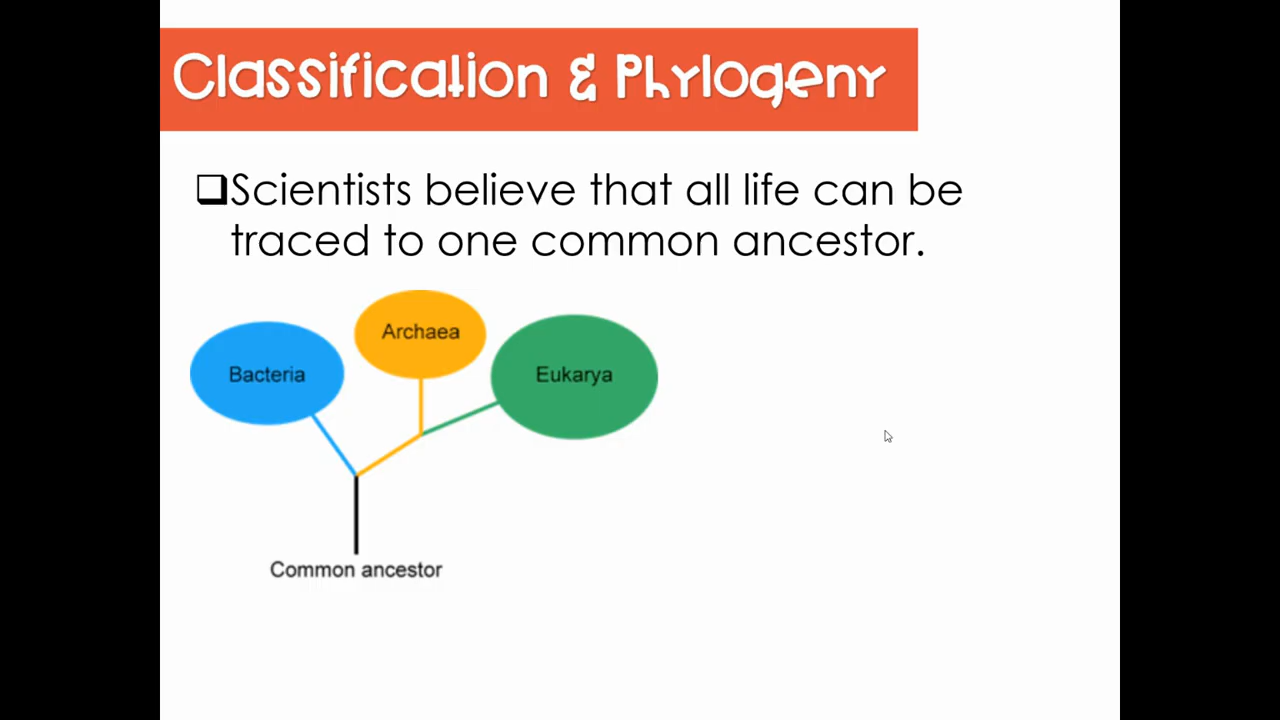 Classification & Phylogeny
Scientists believe that all life can be
traced to one common ancestor.
Archaea
Bacteria
Eukarya
Common ancestor